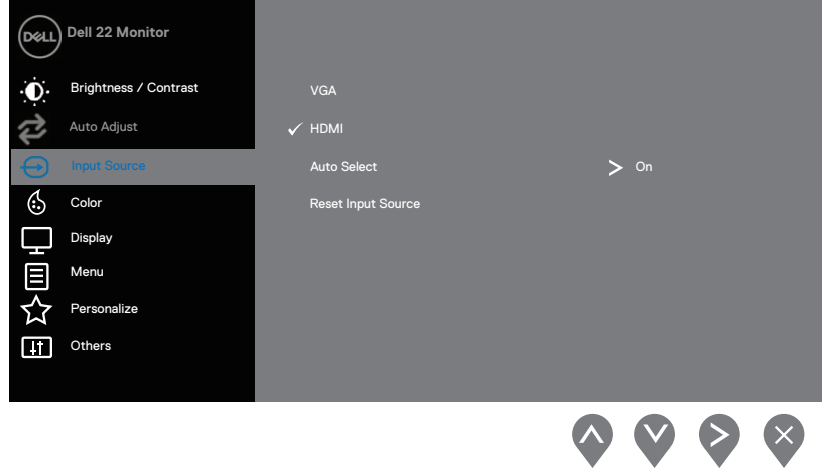 DELL
Dell 22 Monitor
Brightness / Contrast
Auto Adjust
Input Source
Color
Display
Menu
Personalize
Others
VGA
HDMI
Auto Select
On
Reset Input Source